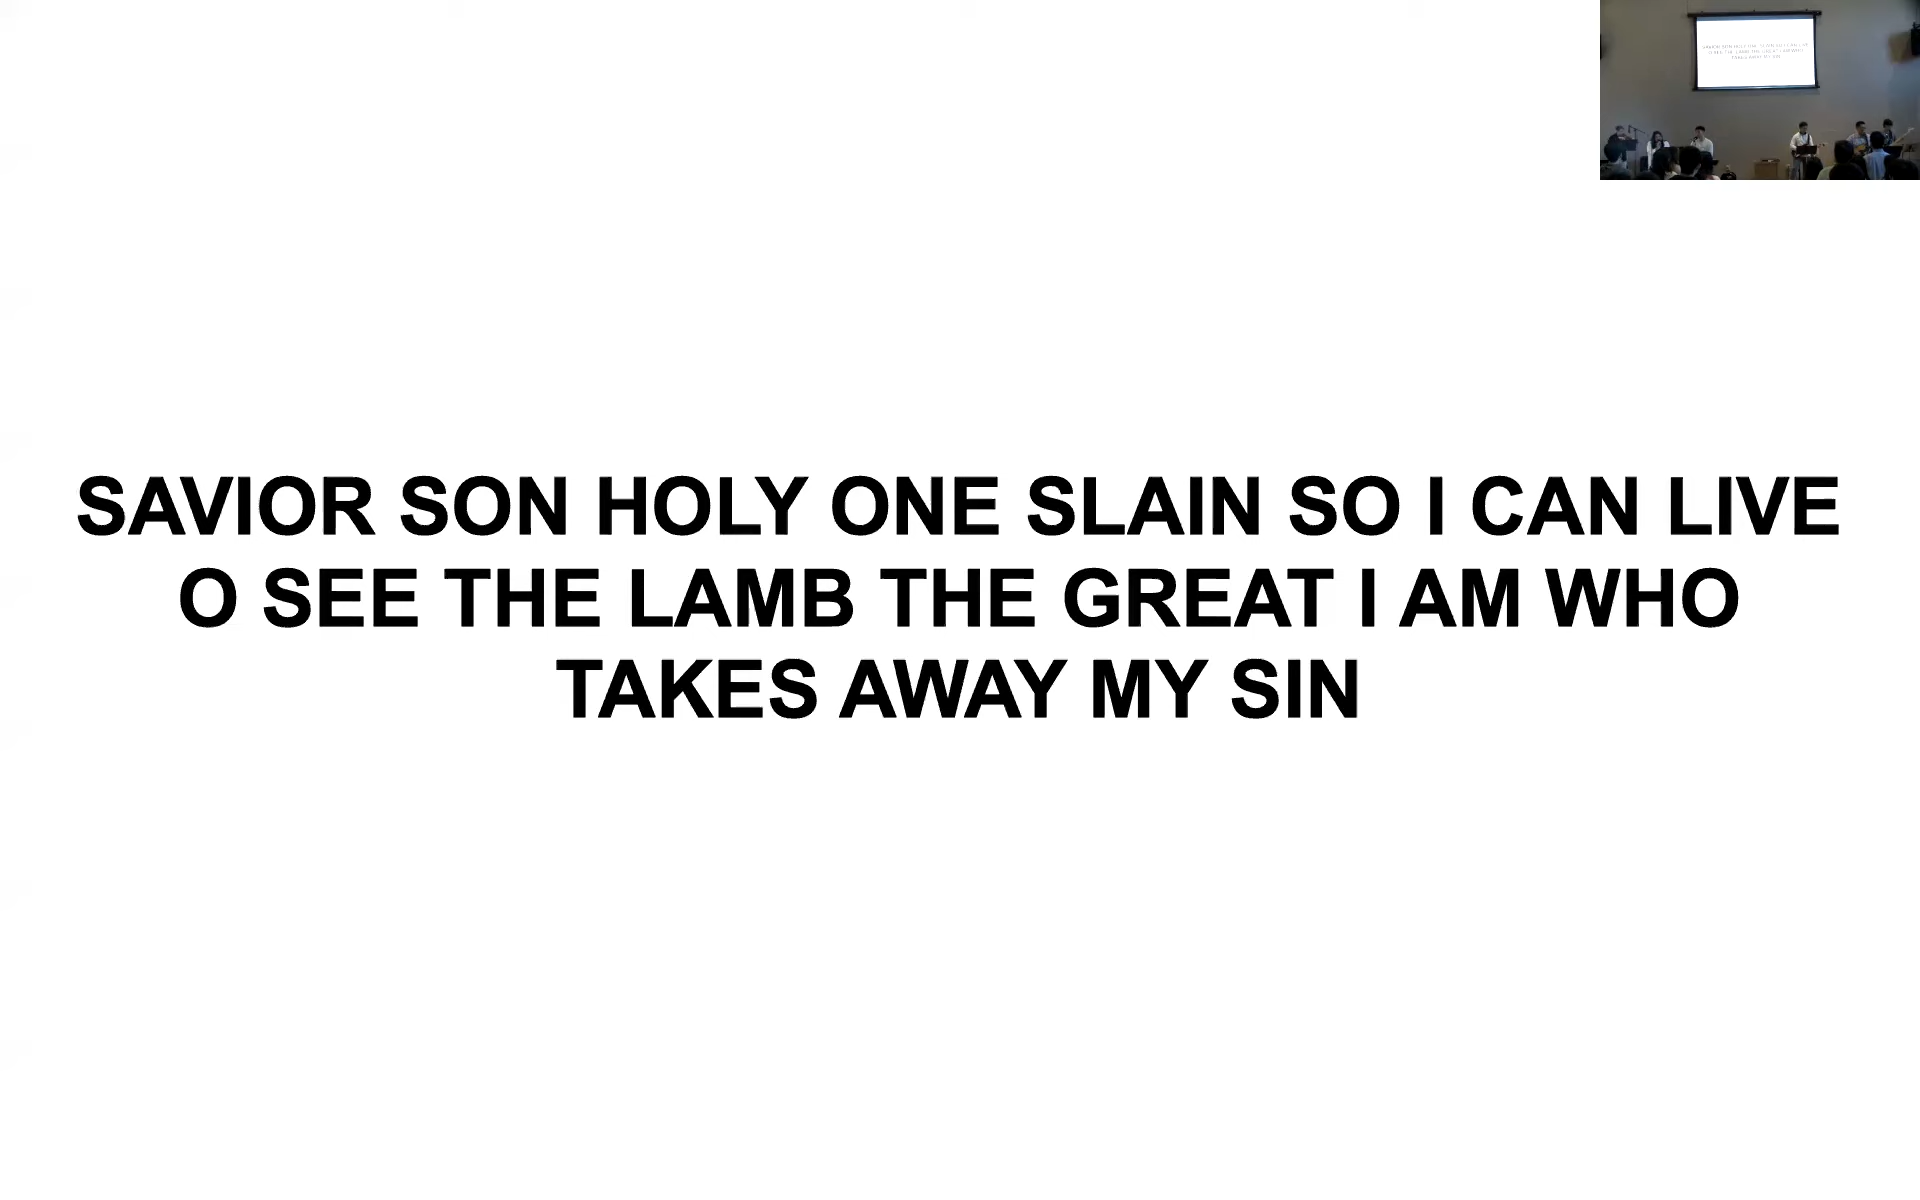 SAVIOR SON HOLY ONE SLAIN SO I CAN LIVE
O SEE THE LAMB THE GREAT I AM WHO
TAKES AWAY MY SIN